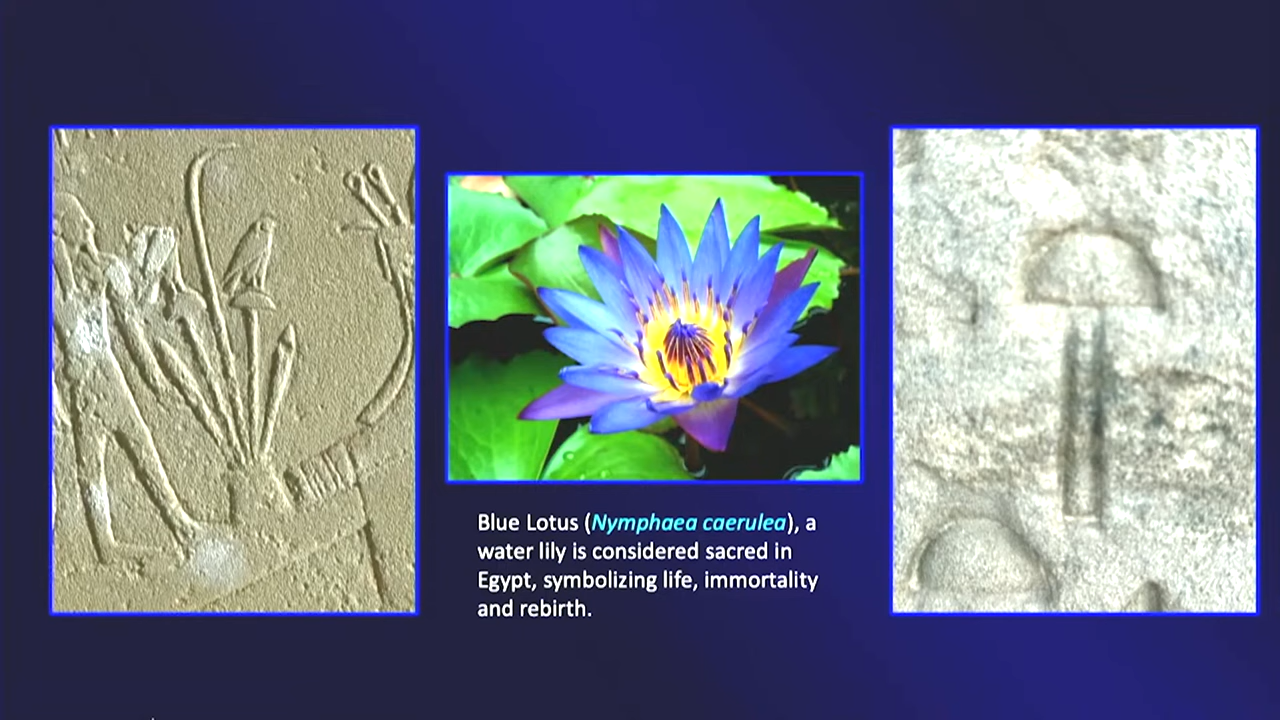 Blue Lotus (Nymphaea caerulea), a
water lily is considered sacred in
Egypt, symbolizing life, immortality
and rebirth.